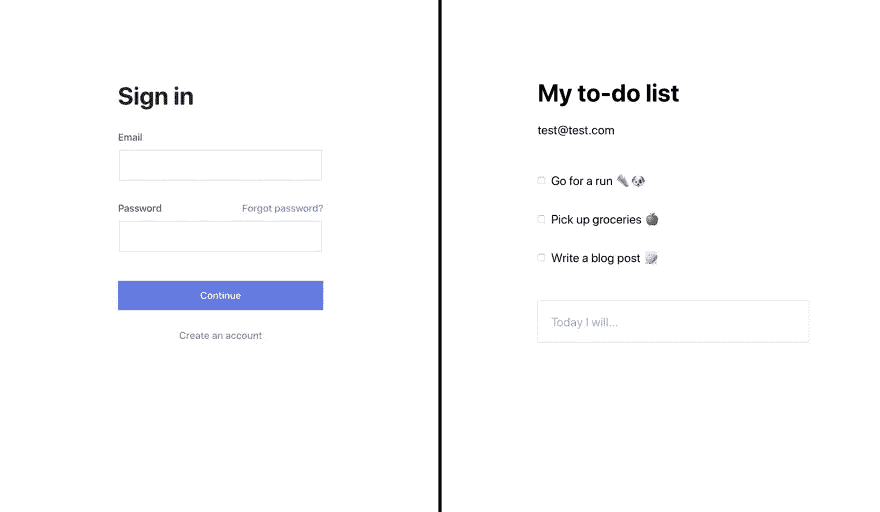 Sign in
Email
Password Forgot password?
Continue
Create an account
My to-do list
test@test.com
Go for a run
Pick up groceries
Write a blog post
Today I will...